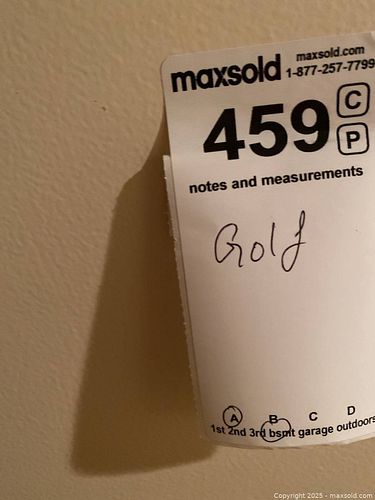 maxsold maxsold.com
1-877-257-7799
459 C
P
notes and measurements
Golf
A B C D
1st 2nd 3rd bsmt garage outdoors
Copyright 2025 - maxsold.com